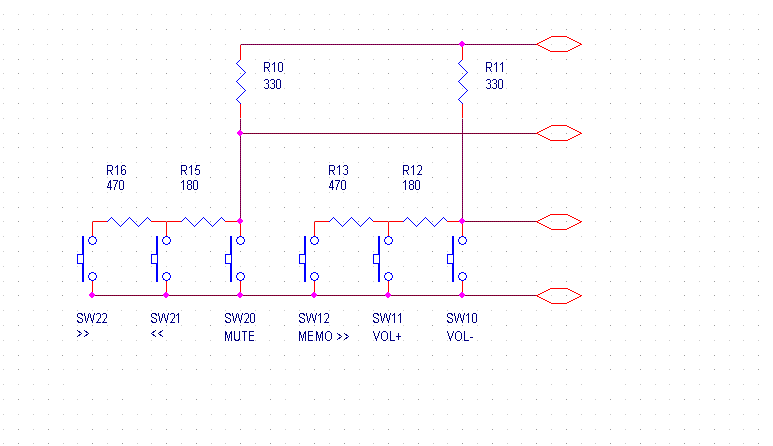 R10
330
R11
330
R16
470
R15
180
R13
470
R12
180
SW22
>>
SW21
<<
SW20
MUTE
SW12
MEMO >>
SW11
VOL+
SW10
VOL-